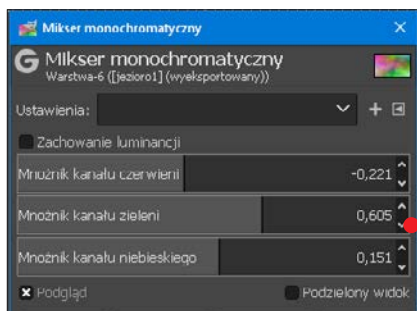 Mikser monochromatyczny
G Mikser monochromatyczny
Warstwa-6 ([jezioro1] (wyeksportowany))
Ustawienia:
Zachowanie luminancji
Mnożnik kanału czerwieni -0,221
Mnożnik kanału zieleni 0,605
Mnożnik kanału niebieskiego 0,151
Podgląd Podzielony widok